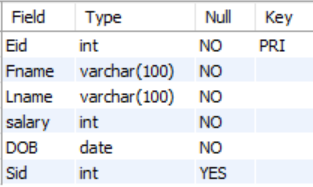 Field Type Null Key
Eid int NO PRI
Fname varchar(100) NO
Lname varchar(100) NO
salary int NO
DOB date NO
Sid int YES